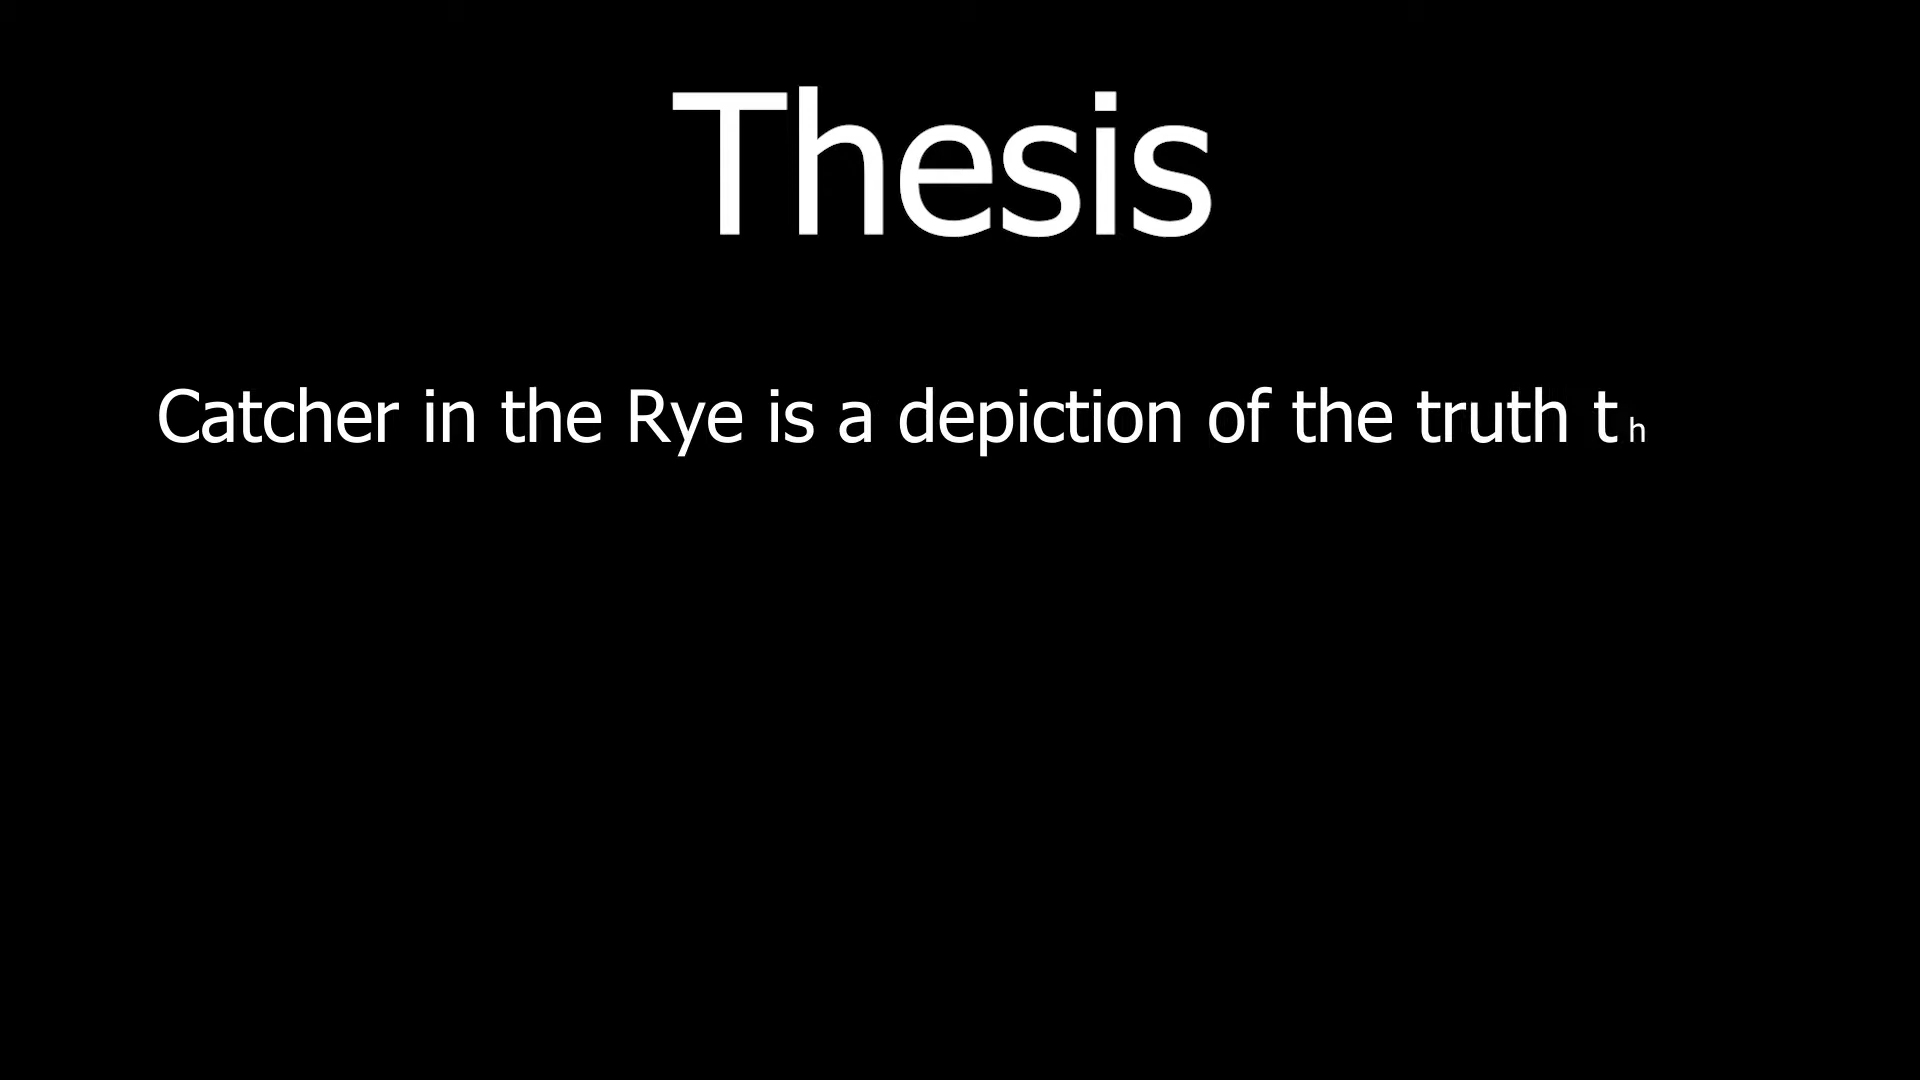 Thesis
Catcher in the Rye is a depiction of the truth th